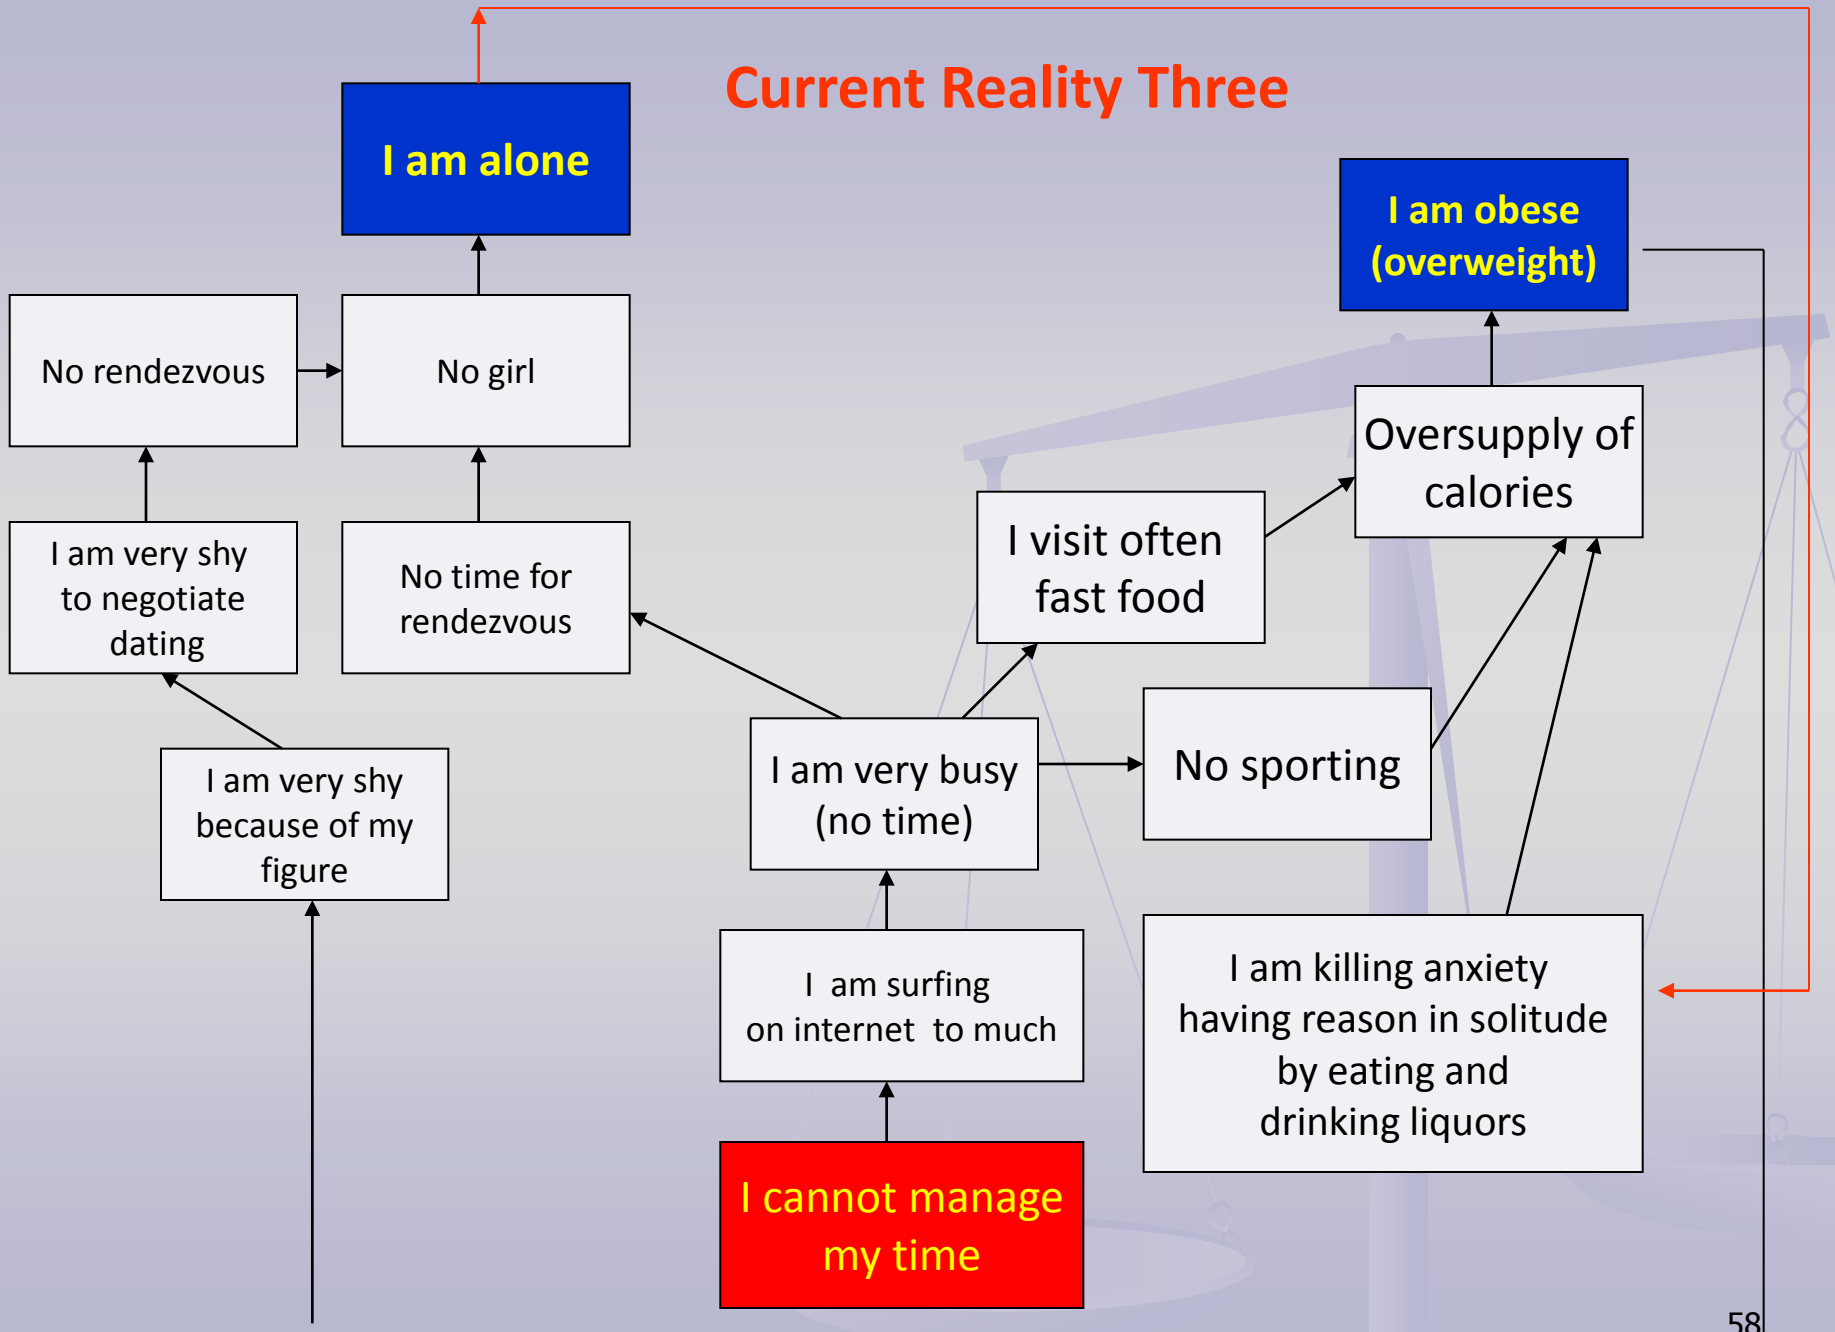 Current Reality Three
I am alone
I am obese
(overweight)
No rendezvous
No girl
Oversupply of
calories
I visit often
fast food
I am very shy
to negotiate
dating
No time for
rendezvous
I am very shy
because of my
figure
I am very busy
(no time)
No sporting
I am surfing
on internet to much
I am killing anxiety
having reason in solitude
by eating and
drinking liquors
I cannot manage
my time
58